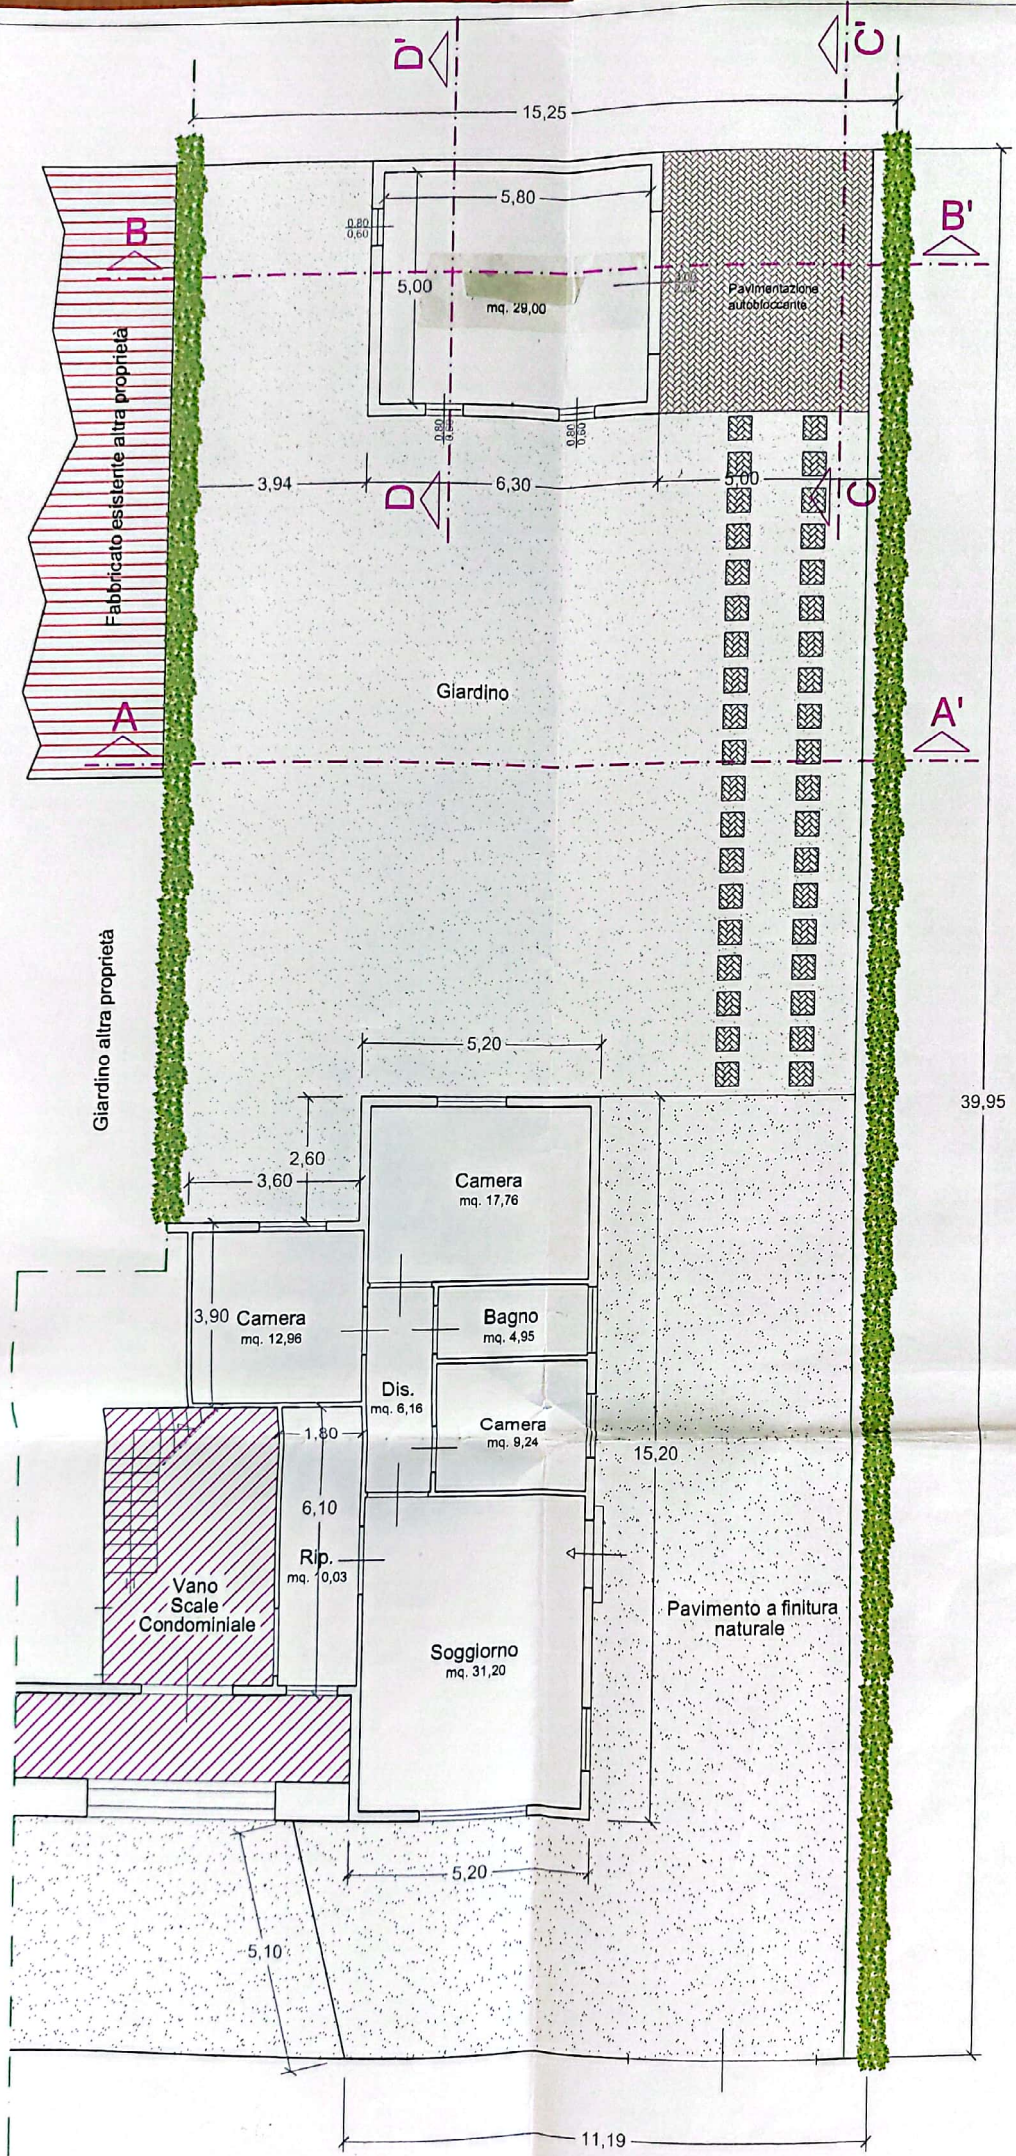 D'
C'
15,25
B
B'
5,80
0.80
0,60
5,00
mq. 29,00
Pavimentazione
autobloccante
Fabbricato esistente altra proprietà
0.80
0.80
3,94
D
6,30
5,00
C
Giardino
A
A'
Giardino altra proprietà
5,20
39,95
2,60
3,60
Camera
mq. 17,76
3,90
Camera
mq. 12,96
Bagno
mq. 4,95
Dis.
mq. 6,16
Camera
mq. 9,24
1,80
15,20
6,10
Rip.
mq. 0,03
Vano
Scale
Condominiale
Pavimento a finitura
naturale
Soggiorno
mq. 31,20
5,20
5,10
11,19